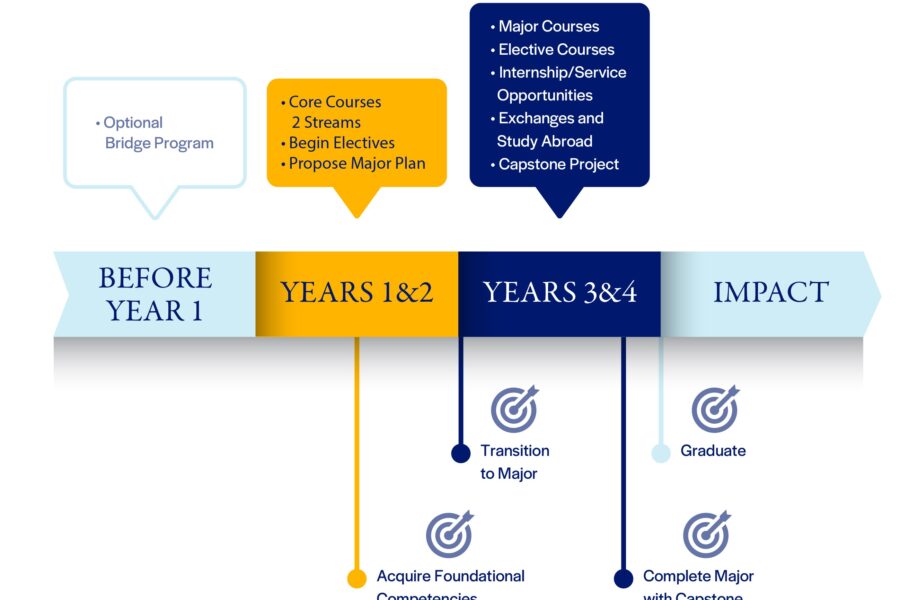 • Major Courses
• Elective Courses
• Internship/Service
Opportunities
• Exchanges and
Study Abroad
• Capstone Project
• Core Courses
2 Streams
• Begin Electives
• Propose Major Plan
• Optional
Bridge Program
BEFORE
YEAR 1
YEARS 1&2
YEARS 3&4
IMPACT
Transition
to Major
Graduate
Acquire Foundational
Competencies
Complete Major
with Capstone